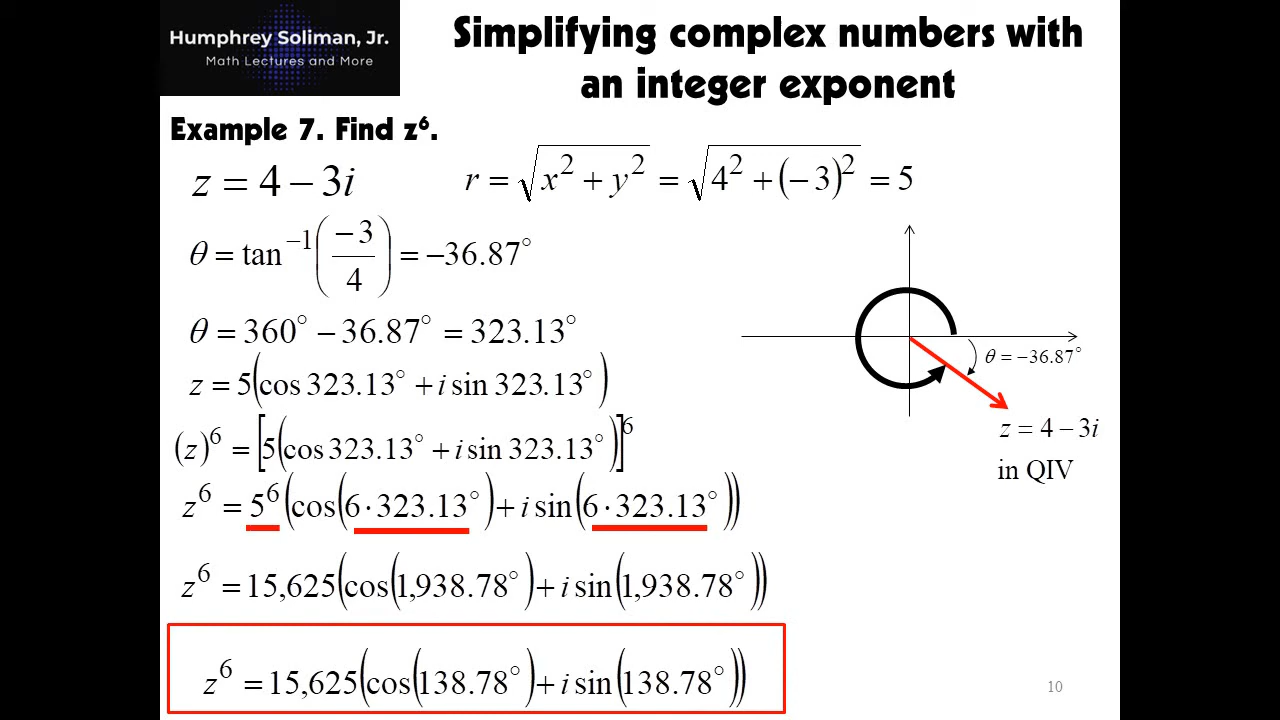 Humphrey Soliman, Jr.
Math Lectures and More
Simplifying complex numbers with
an integer exponent
Example 7. Find z⁶.
z = 4 − 3i
r = √(x² + y²) = √(4² + (−3)²) = 5
θ = tan⁻¹(−3/4) = −36.87°
θ = 360° − 36.87° = 323.13°
z = 5(cos 323.13° + i sin 323.13°)
(z)⁶ = [5(cos 323.13° + i sin 323.13°)]⁶
z⁶ = 5⁶(cos(6 · 323.13°) + i sin(6 · 323.13°))
z⁶ = 15,625(cos(1,938.78°) + i sin(1,938.78°))
z⁶ = 15,625(cos(138.78°) + i sin(138.78°))
θ = −36.87°
z = 4 − 3i
in QIV
10